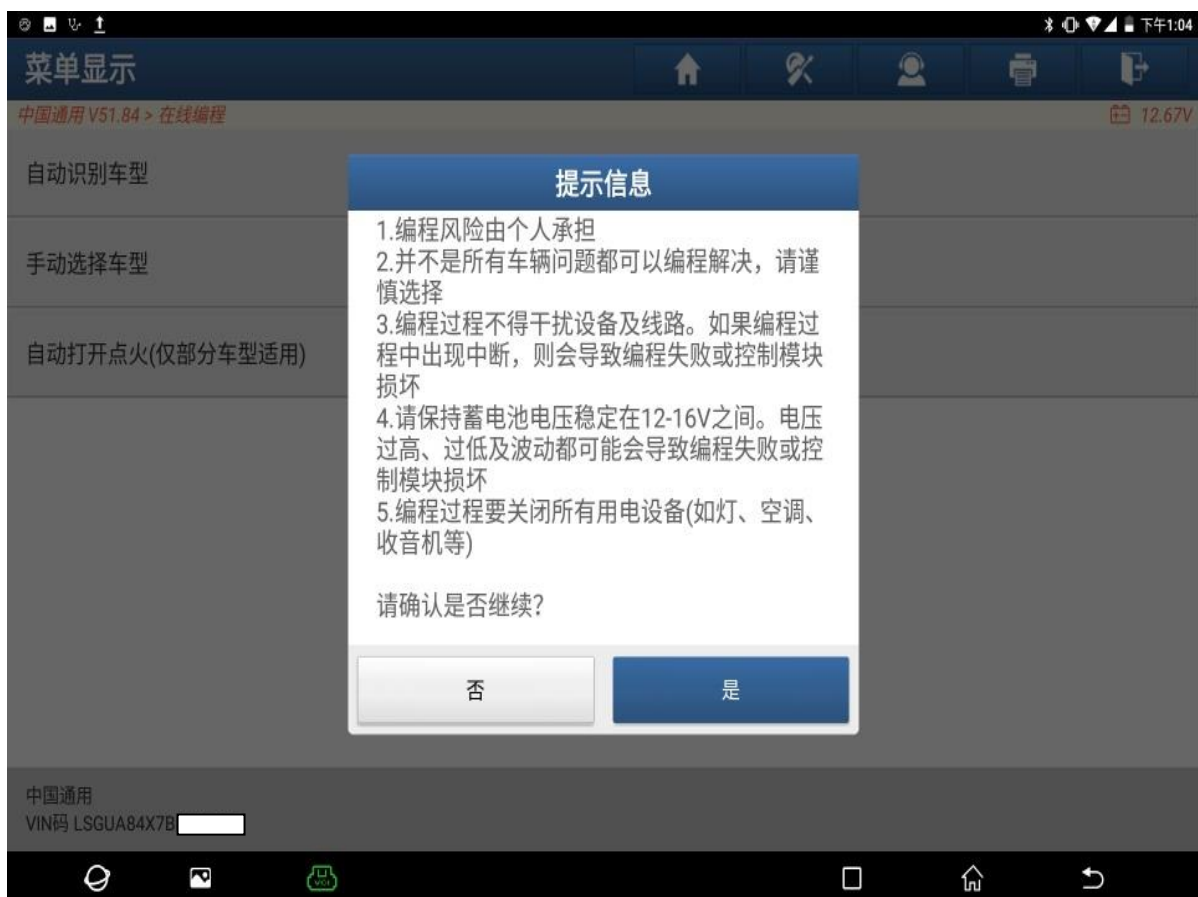 下午1:04
菜单显示
中国通用 V51.84 > 在线编程
12.67V
自动识别车型
手动选择车型
自动打开点火(仅部分车型适用)
提示信息
1.编程风险由个人承担
2.并不是所有车辆问题都可以编程解决，请谨
慎选择
3.编程过程不得干扰设备及线路。如果编程过
程中出现中断，则会导致编程失败或控制模块
损坏
4.请保持蓄电池电压稳定在12-16V之间。电压
过高、过低及波动都可能会导致编程失败或控
制模块损坏
5.编程过程要关闭所有用电设备(如灯、空调、
收音机等)
请确认是否继续?
否
是
中国通用
VIN码 LSGUA84X7B
VCI